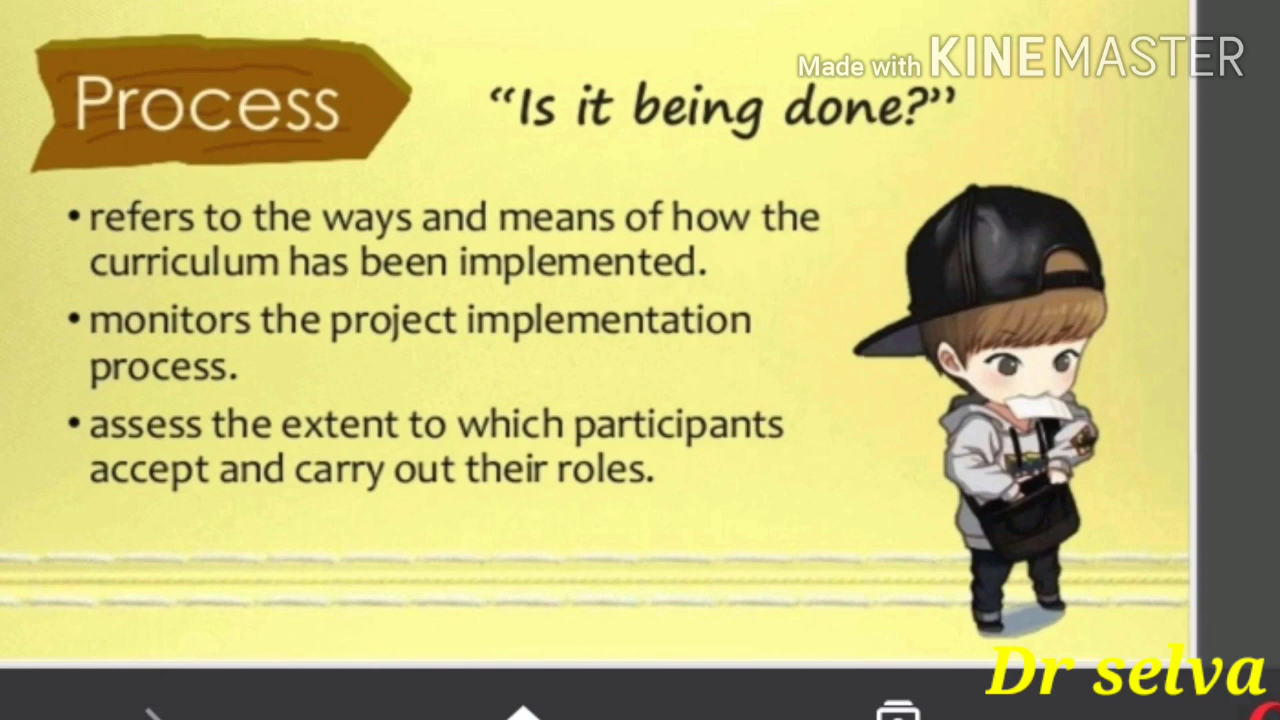 Made with KINEMASTER
Process
“Is it being done?”
• refers to the ways and means of how the
curriculum has been implemented.
• monitors the project implementation
process.
• assess the extent to which participants
accept and carry out their roles.
Dr selva